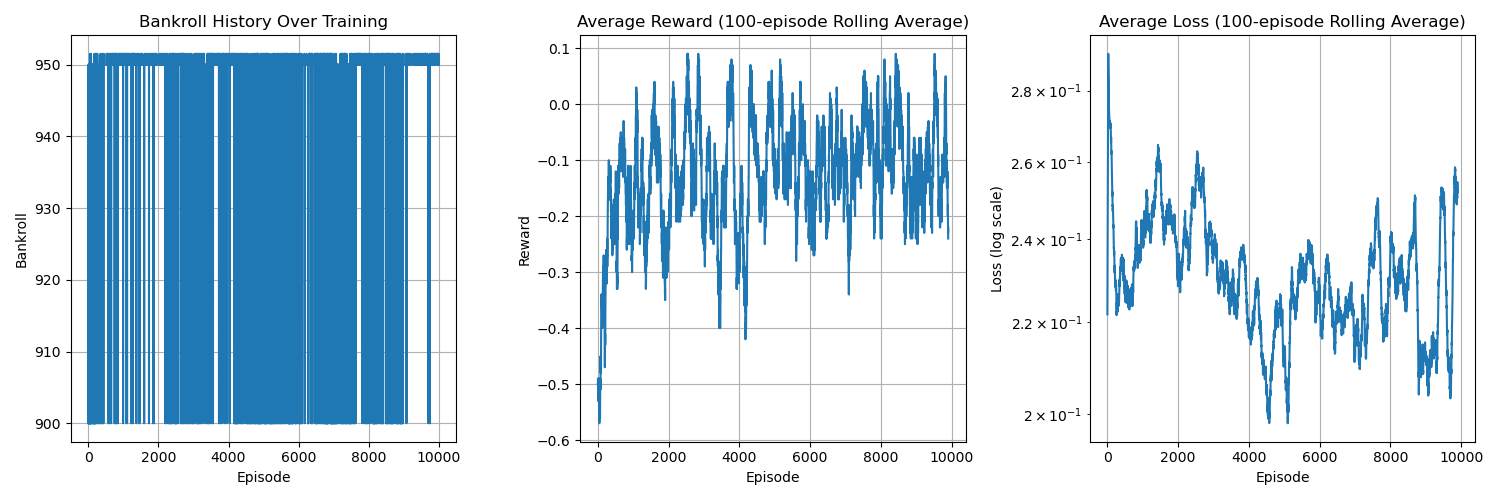 Bankroll History Over Training
Bankroll
950
940
930
920
910
900
0 2000 4000 6000 8000 10000
Episode
Average Reward (100-episode Rolling Average)
Reward
0.1
0.0
−0.1
−0.2
−0.3
−0.4
−0.5
−0.6
0 2000 4000 6000 8000 10000
Episode
Average Loss (100-episode Rolling Average)
Loss (log scale)
2.8 × 10⁻¹
2.6 × 10⁻¹
2.4 × 10⁻¹
2.2 × 10⁻¹
2 × 10⁻¹
0 2000 4000 6000 8000 10000
Episode